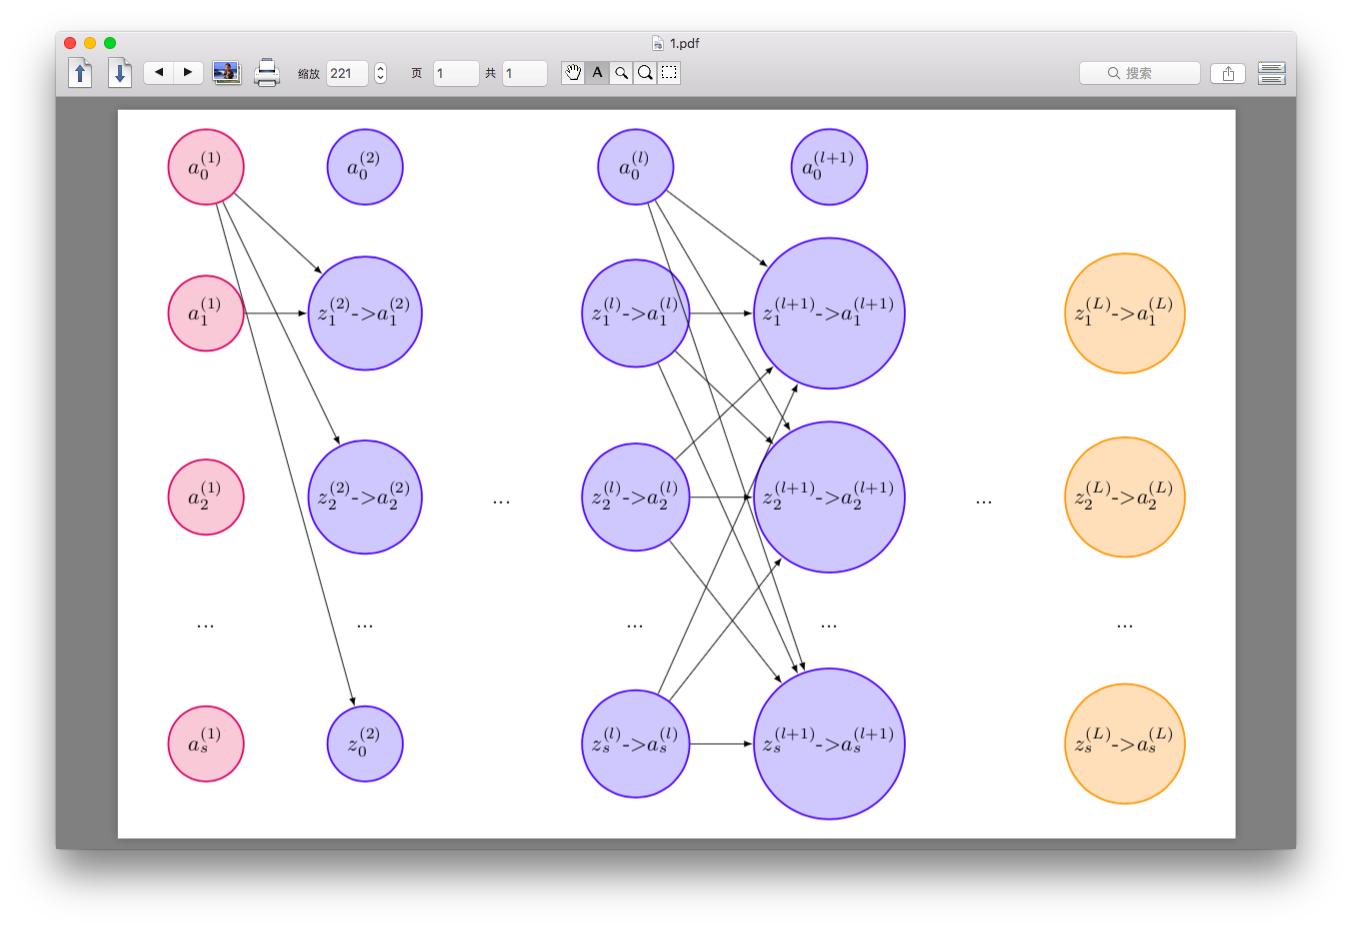 1.pdf
缩放 221 页 1 共 1 A 搜索
a_0^{(1)} a_0^{(2)} a_0^{(l)} a_0^{(l+1)}
a_1^{(1)} z_1^{(2)}->a_1^{(2)} z_1^{(l)}->a_1^{(l)} z_1^{(l+1)}->a_1^{(l+1)} z_1^{(L)}->a_1^{(L)}
a_2^{(1)} z_2^{(2)}->a_2^{(2)} ... z_2^{(l)}->a_2^{(l)} z_2^{(l+1)}->a_2^{(l+1)} ... z_2^{(L)}->a_2^{(L)}
... ... ... ... ...
a_s^{(1)} z_0^{(2)} z_s^{(l)}->a_s^{(l)} z_s^{(l+1)}->a_s^{(l+1)} z_s^{(L)}->a_s^{(L)}